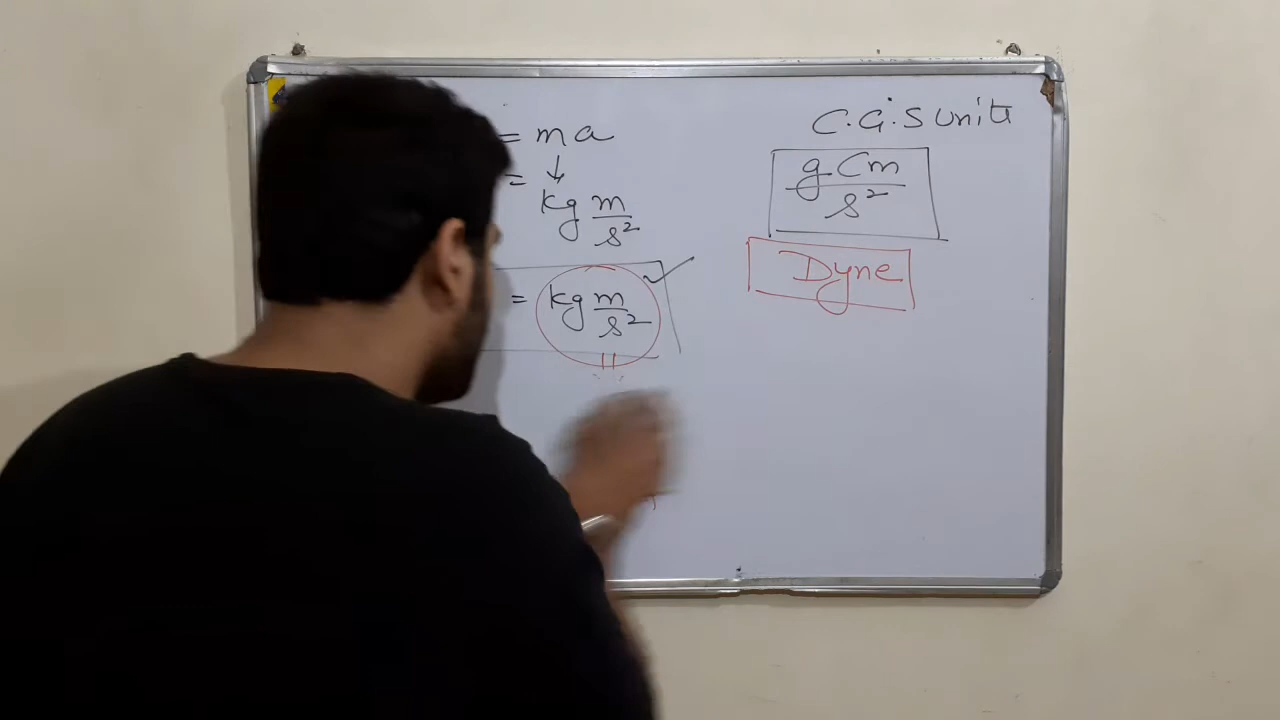 = ma
↓
= kg m/s²
= kg m/s² ✓
C.G.S Units
g Cm/s²
Dyne